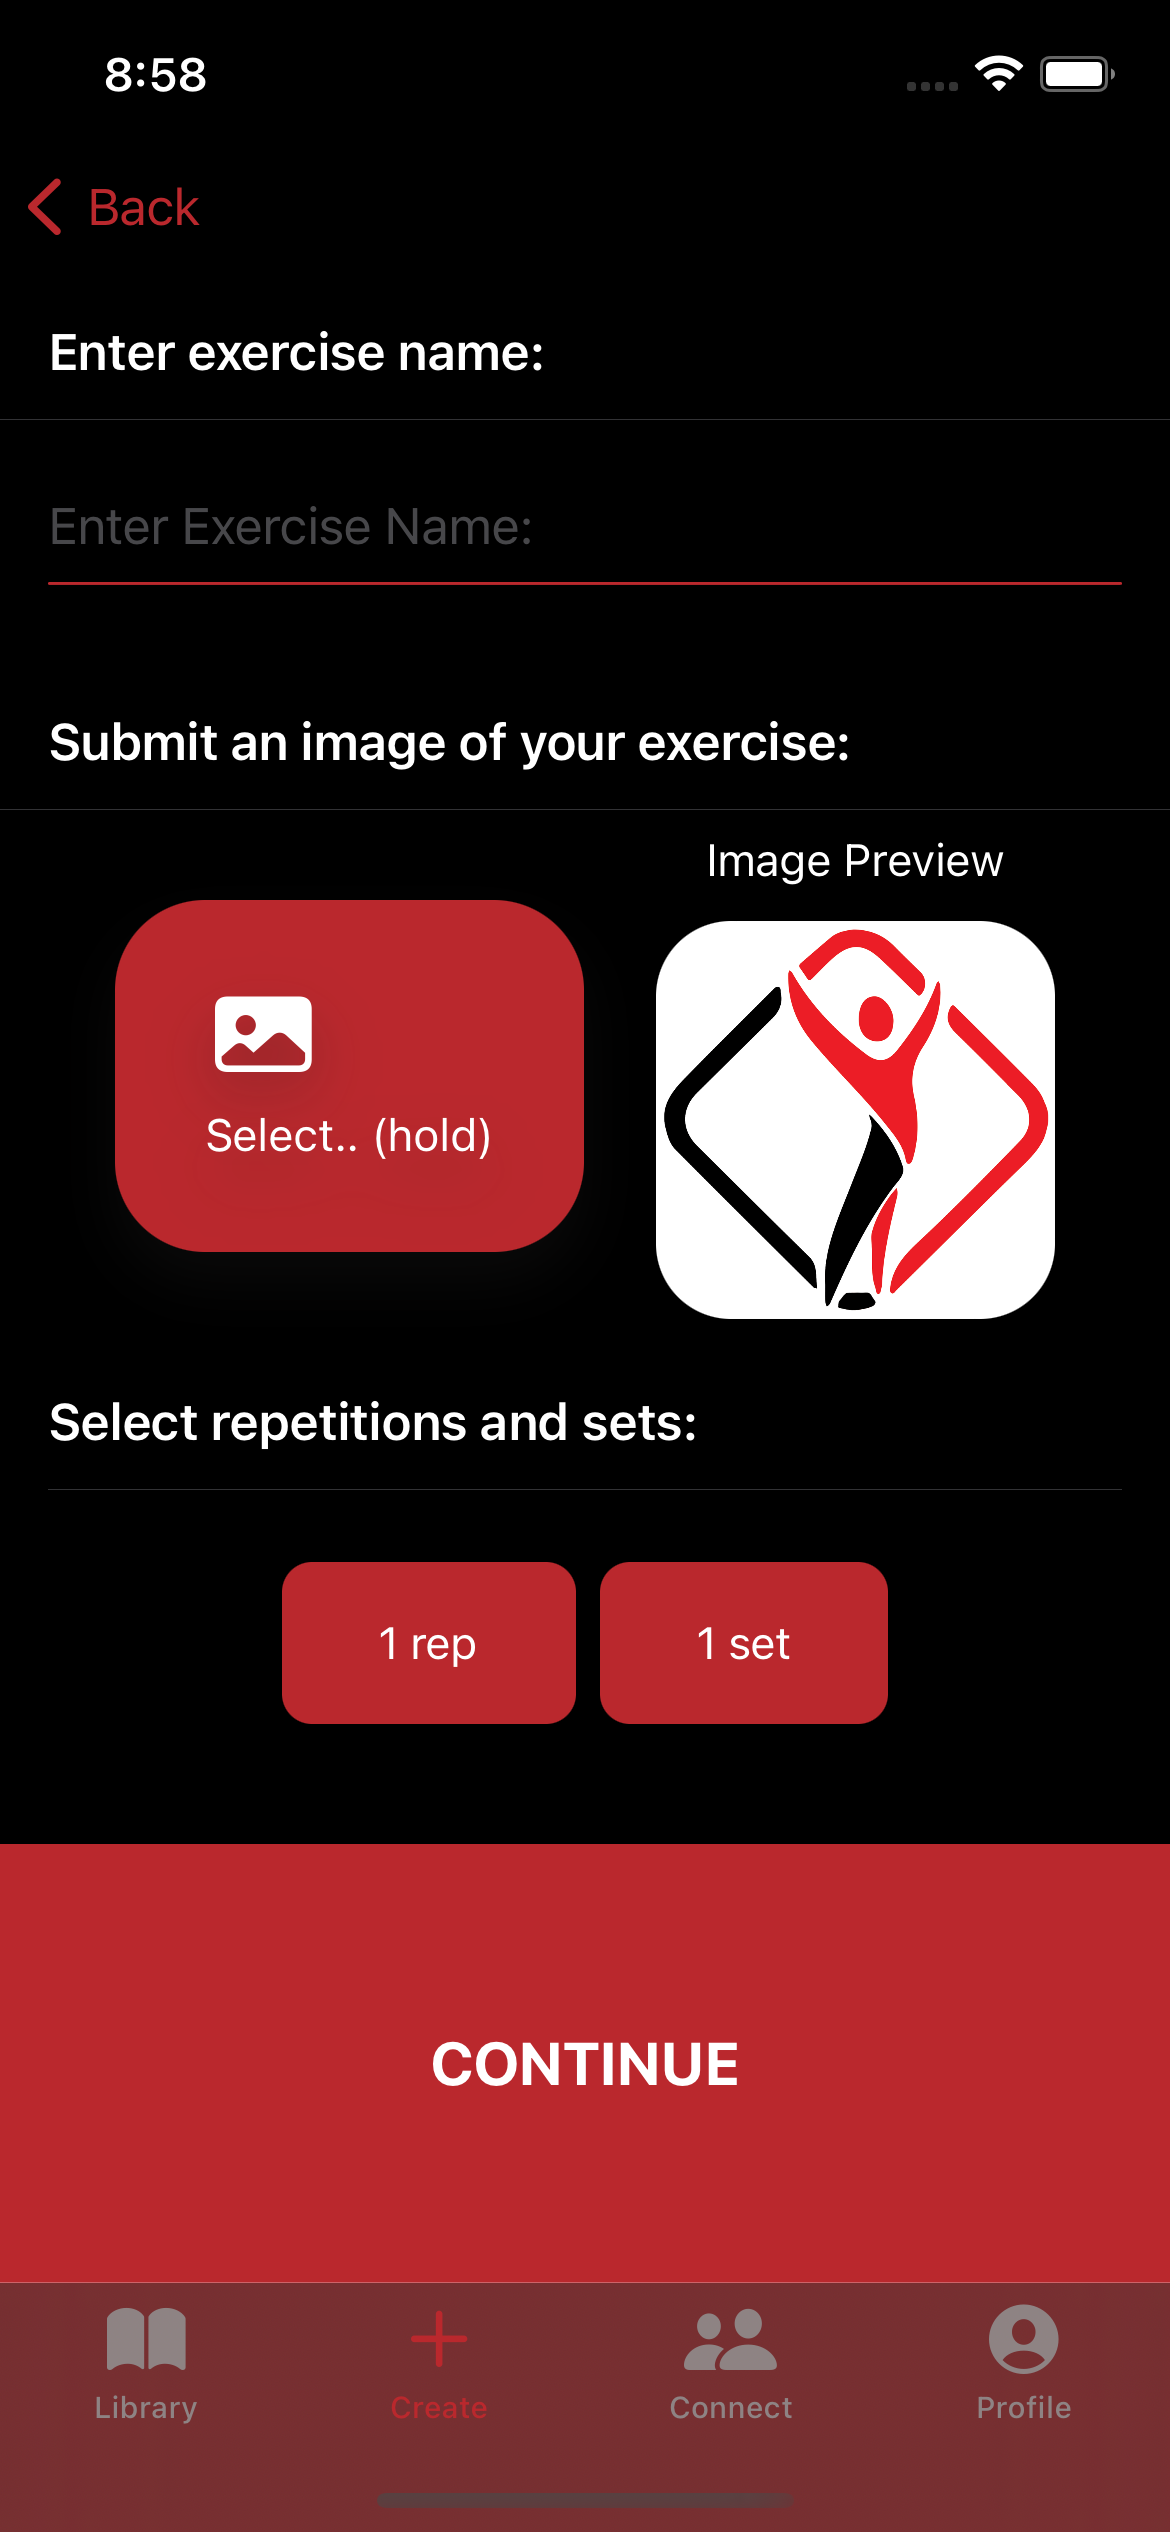 8:58
Back
Enter exercise name:
Enter Exercise Name:
Submit an image of your exercise:
Image Preview
Select.. (hold)
Select repetitions and sets:
1 rep
1 set
CONTINUE
Library
Create
Connect
Profile